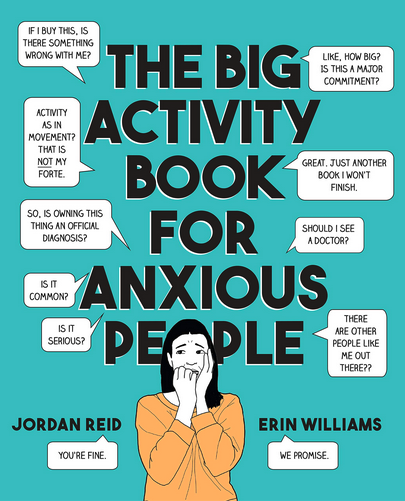 IF I BUY THIS, IS
THERE SOMETHING
WRONG WITH ME?
THE BIG
LIKE, HOW BIG?
IS THIS A MAJOR
COMMITMENT?
ACTIVITY
ACTIVITY
AS IN
MOVEMENT?
THAT IS
NOT MY
FORTE.
BOOK
GREAT. JUST ANOTHER
BOOK I WON'T
FINISH.
SO, IS OWNING THIS
THING AN OFFICIAL
DIAGNOSIS?
FOR
SHOULD I SEE
A DOCTOR?
ANXIOUS
IS IT
COMMON?
PEOPLE
IS IT
SERIOUS?
THERE
ARE OTHER
PEOPLE LIKE
ME OUT
THERE??
JORDAN REID
ERIN WILLIAMS
YOU'RE FINE.
WE PROMISE.